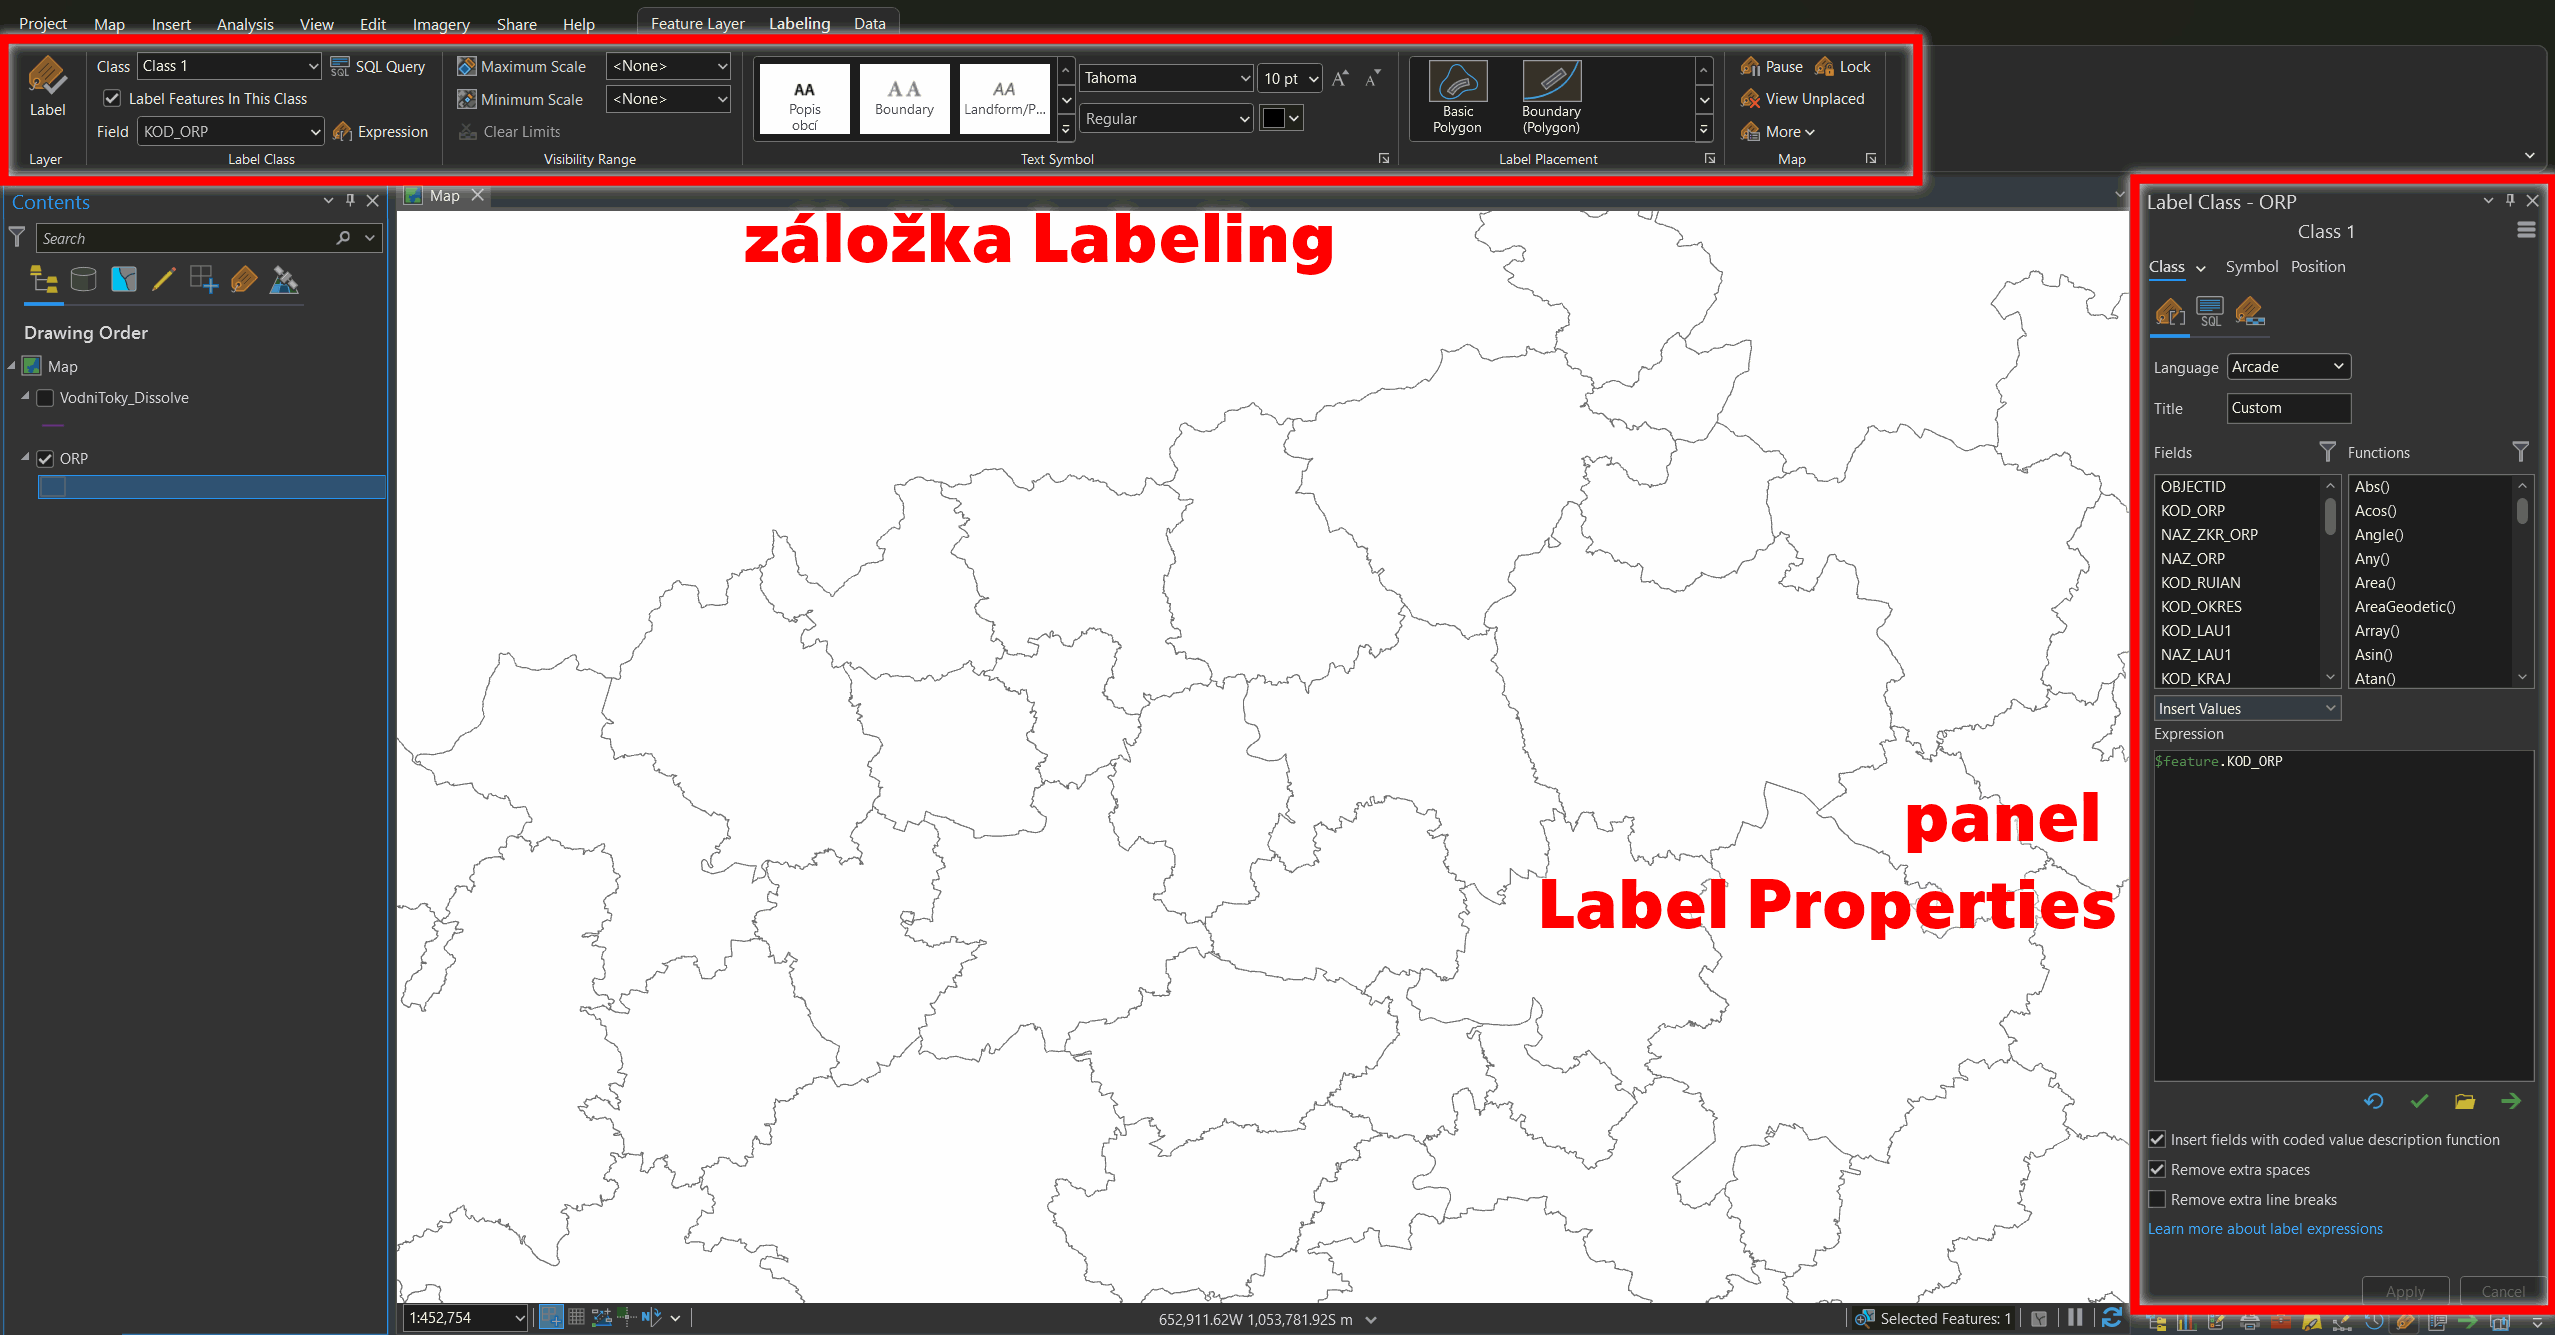 Project Map Insert Analysis View Edit Imagery Share Help Feature Layer Labeling Data
Label
Layer
Class Class 1 SQL Query
Label Features In This Class
Field KOD_ORP Expression
Label Class
Maximum Scale <None>
Minimum Scale <None>
Clear Limits
Visibility Range
AA Popis obcí
AA Boundary
AA Landform/P...
Tahoma 10 pt
Regular
Text Symbol
Basic Polygon
Boundary (Polygon)
Label Placement
Pause Lock
View Unplaced
More
Map
Contents
Search
Drawing Order
Map
VodniToky_Dissolve
ORP
Map
záložka Labeling
panel
Label Properties
1:452,754
652,911.62W 1,053,781.92S m
Selected Features: 1
Label Class - ORP
Class 1
Class Symbol Position
SQL
Language Arcade
Title Custom
Fields Functions
OBJECTID Abs()
KOD_ORP Acos()
NAZ_ZKR_ORP Angle()
NAZ_ORP Any()
KOD_RUIAN Area()
KOD_OKRES AreaGeodetic()
KOD_LAU1 Array()
NAZ_LAU1 Asin()
KOD_KRAJ Atan()
Insert Values
Expression
$feature.KOD_ORP
Insert fields with coded value description function
Remove extra spaces
Remove extra line breaks
Learn more about label expressions
Apply Cancel